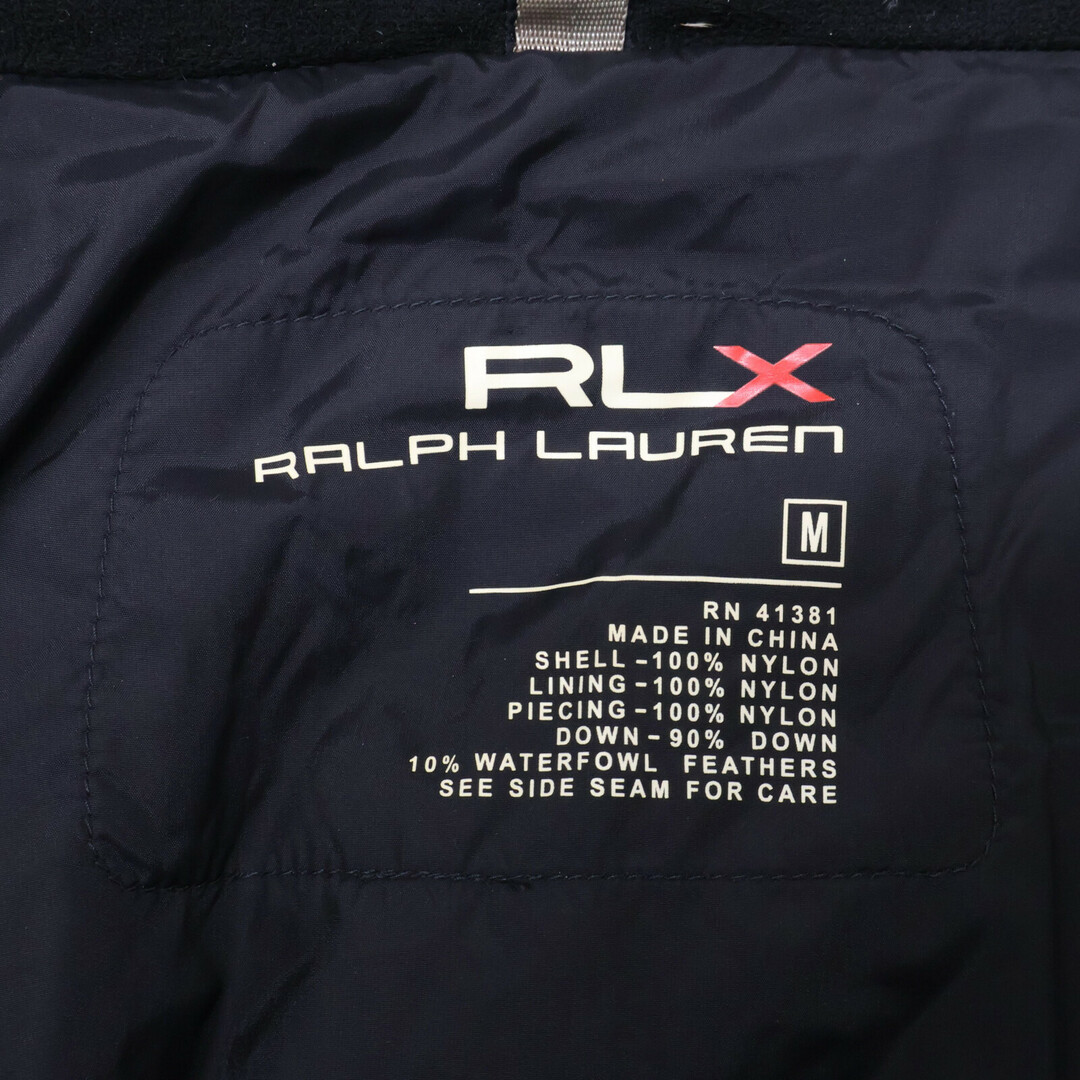 RLX
RALPH LAUREN
M
RN 41381
MADE IN CHINA
SHELL-100% NYLON
LINING-100% NYLON
PIECING-100% NYLON
DOWN-90% DOWN
10% WATERFOWL FEATHERS
SEE SIDE SEAM FOR CARE